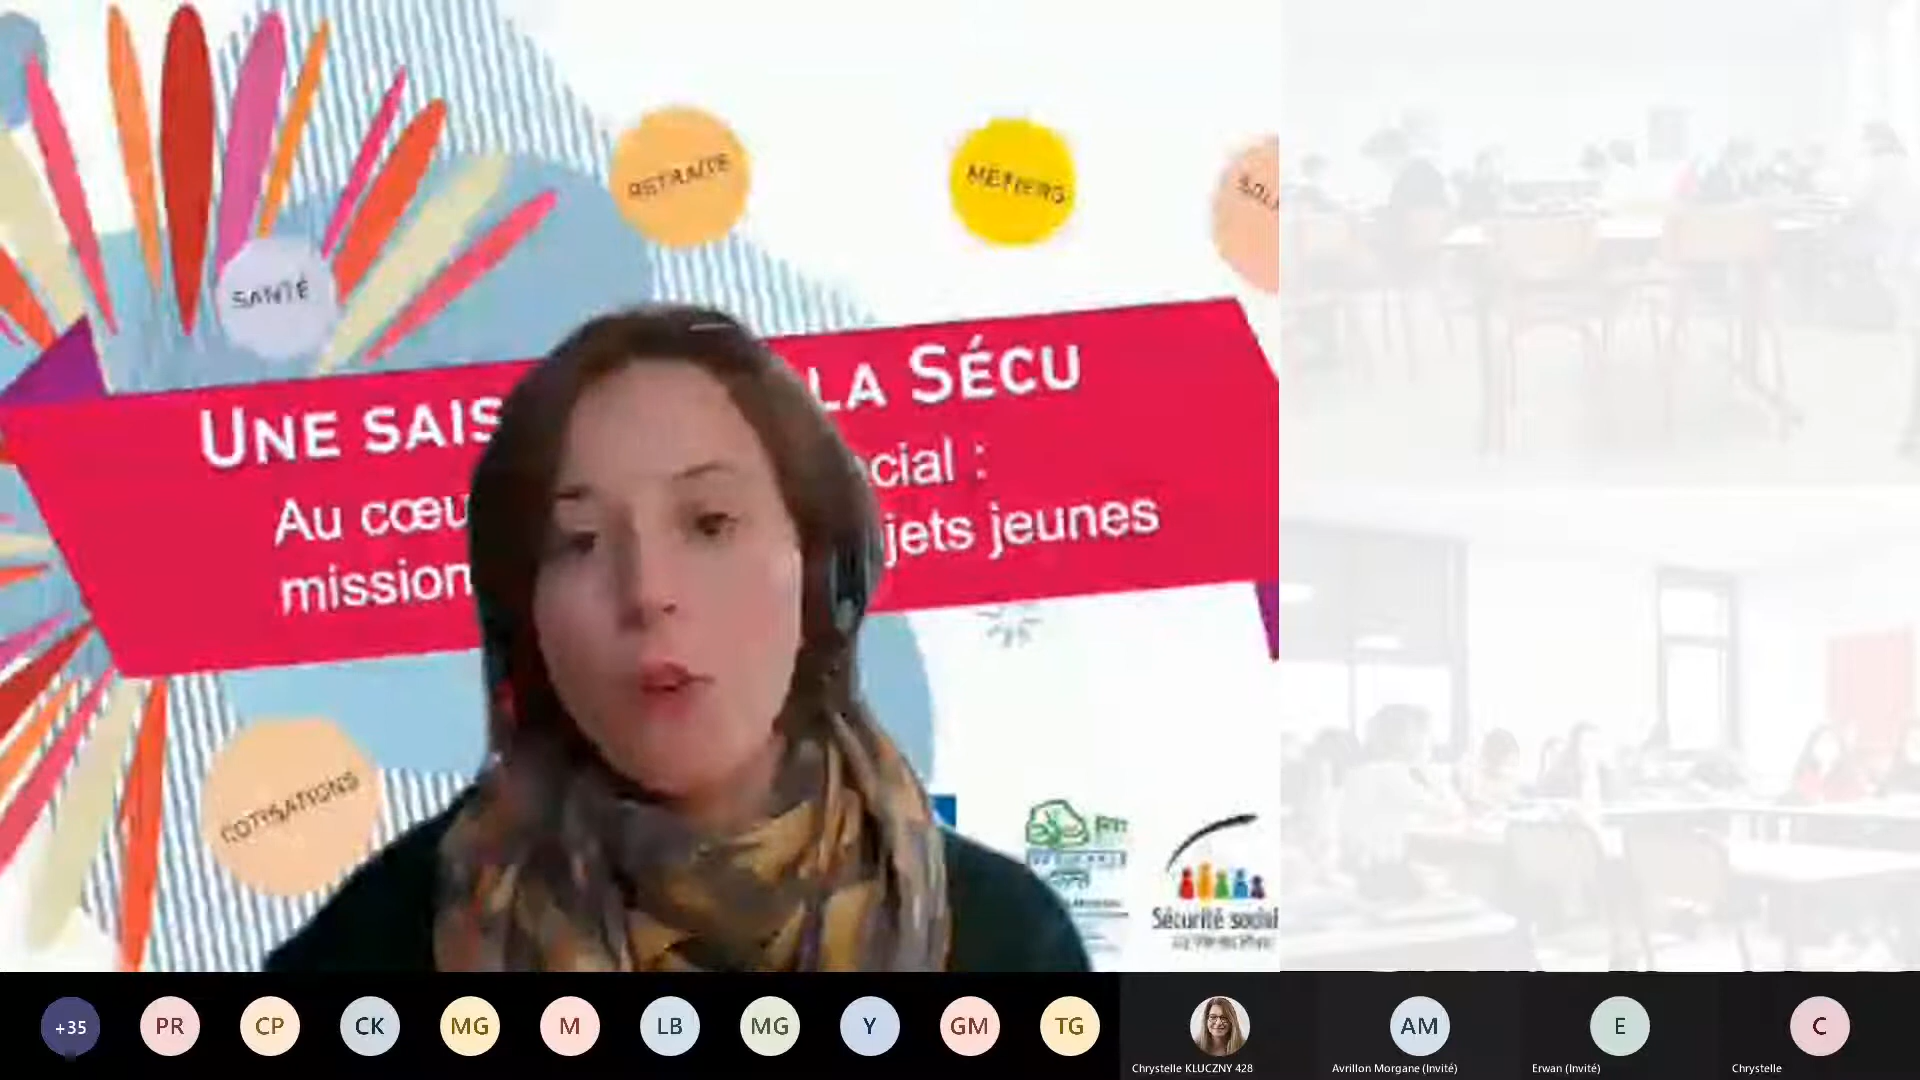 RETRAITE
MÉTIERS
SANTÉ
UNE SAIS
LA SÉCU
Au cœu
cial :
mission
jets jeunes
COTISATIONS
Sécurité social
+35
PR
CP
CK
MG
M
LB
MG
Y
GM
TG
AM
E
C
Chrystelle KLUCZNY 428
Avrillon Morgane (Invité)
Erwan (Invité)
Chrystelle